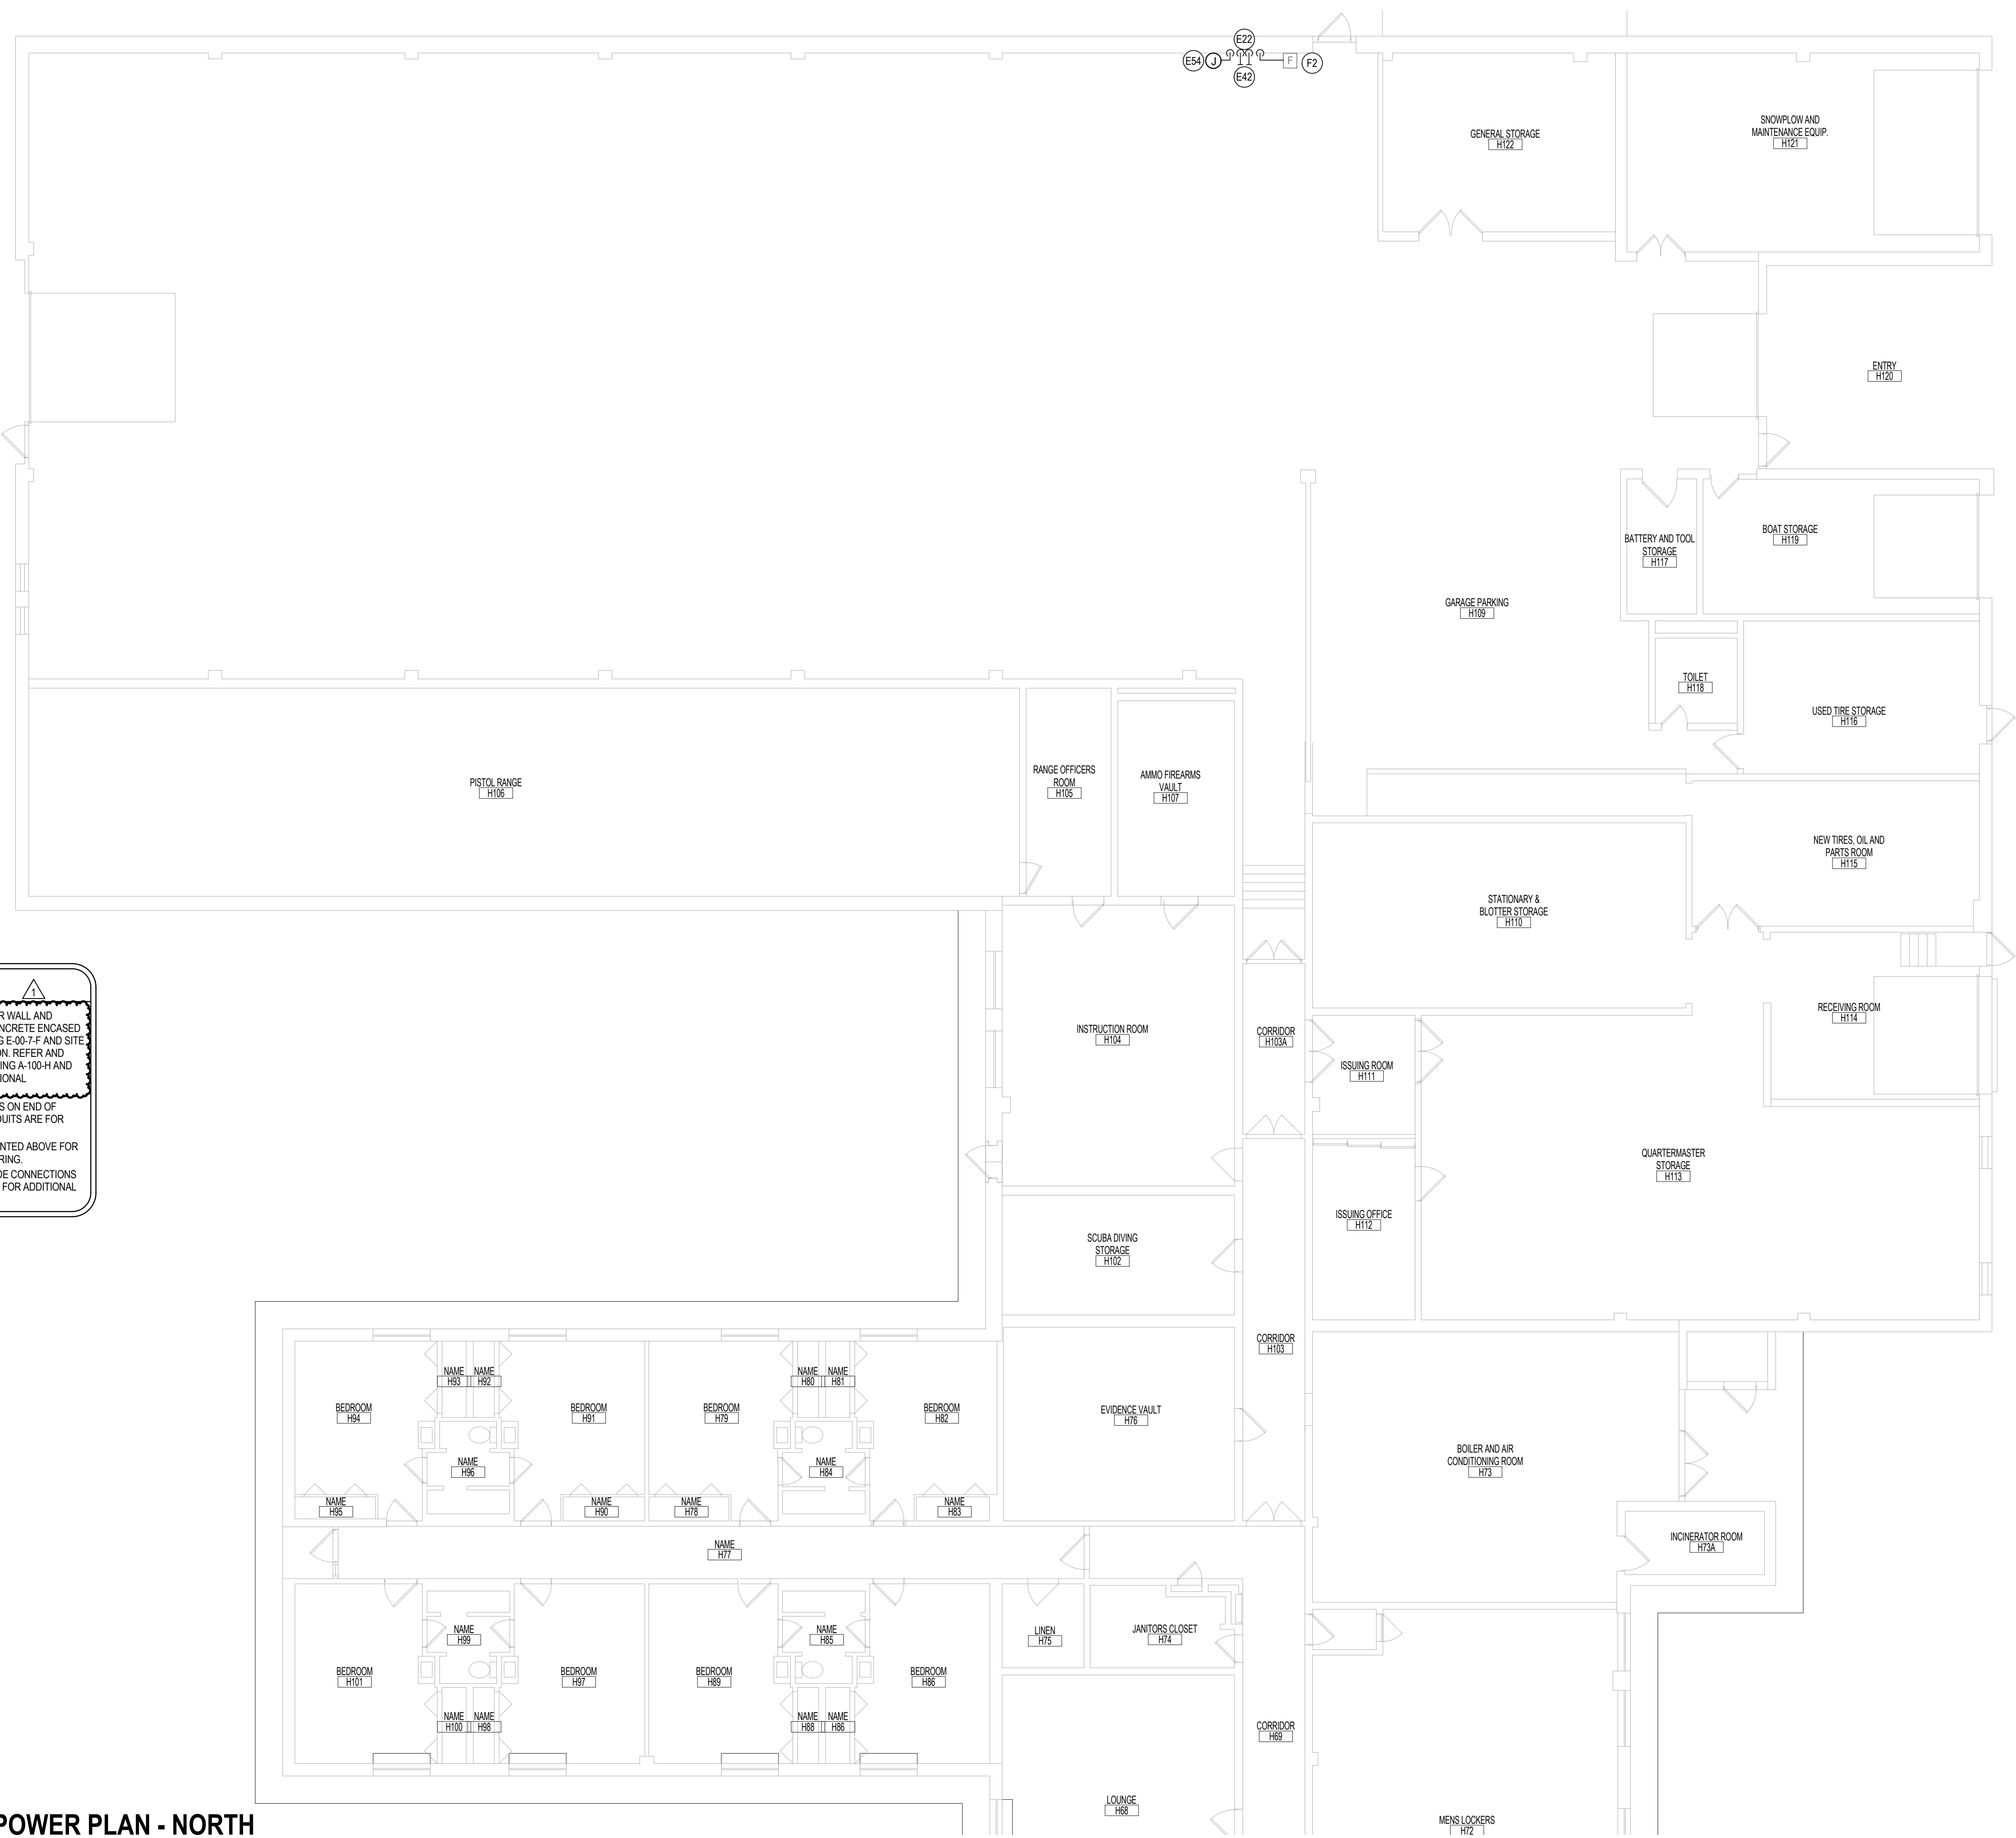 E22
E54
J
F
F2
E42
GENERAL STORAGE
H122
SNOWPLOW AND
MAINTENANCE EQUIP.
H121
ENTRY
H120
BATTERY AND TOOL
STORAGE
H117
BOAT STORAGE
H119
GARAGE PARKING
H109
TOILET
H118
USED TIRE STORAGE
H116
PISTOL RANGE
H106
RANGE OFFICERS
ROOM
H105
AMMO FIREARMS
VAULT
H107
NEW TIRES, OIL AND
PARTS ROOM
H115
STATIONARY &
BLOTTER STORAGE
H110
1
R WALL AND
NCRETE ENCASED
G E-00-7-F AND SITE
ON. REFER AND
ING A-100-H AND
IONAL
S ON END OF
DUITS ARE FOR
NTED ABOVE FOR
RING.
DE CONNECTIONS
FOR ADDITIONAL
INSTRUCTION ROOM
H104
CORRIDOR
H103A
ISSUING ROOM
H111
RECEIVING ROOM
H114
QUARTERMASTER
STORAGE
H113
ISSUING OFFICE
H112
SCUBA DIVING
STORAGE
H102
CORRIDOR
H103
NAME
H93
NAME
H92
NAME
H80
NAME
H81
BEDROOM
H94
BEDROOM
H91
BEDROOM
H79
BEDROOM
H82
EVIDENCE VAULT
H76
BOILER AND AIR
CONDITIONING ROOM
H73
NAME
H96
NAME
H84
NAME
H95
NAME
H90
NAME
H78
NAME
H83
NAME
H77
INCINERATOR ROOM
H73A
NAME
H99
NAME
H85
LINEN
H75
JANITORS CLOSET
H74
BEDROOM
H101
BEDROOM
H97
BEDROOM
H89
BEDROOM
H86
NAME
H100
NAME
H98
NAME
H88
NAME
H86
CORRIDOR
H69
LOUNGE
H68
MENS LOCKERS
H72
POWER PLAN - NORTH